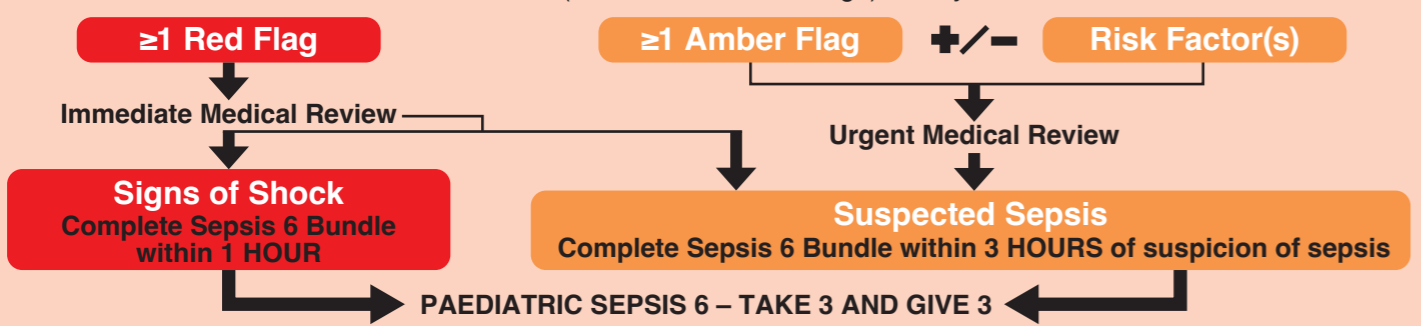 ≥1 Red Flag
≥1 Amber Flag
+/−
Risk Factor(s)
Immediate Medical Review
Urgent Medical Review
Signs of Shock
Complete Sepsis 6 Bundle
within 1 HOUR
Suspected Sepsis
Complete Sepsis 6 Bundle within 3 HOURS of suspicion of sepsis
PAEDIATRIC SEPSIS 6 – TAKE 3 AND GIVE 3